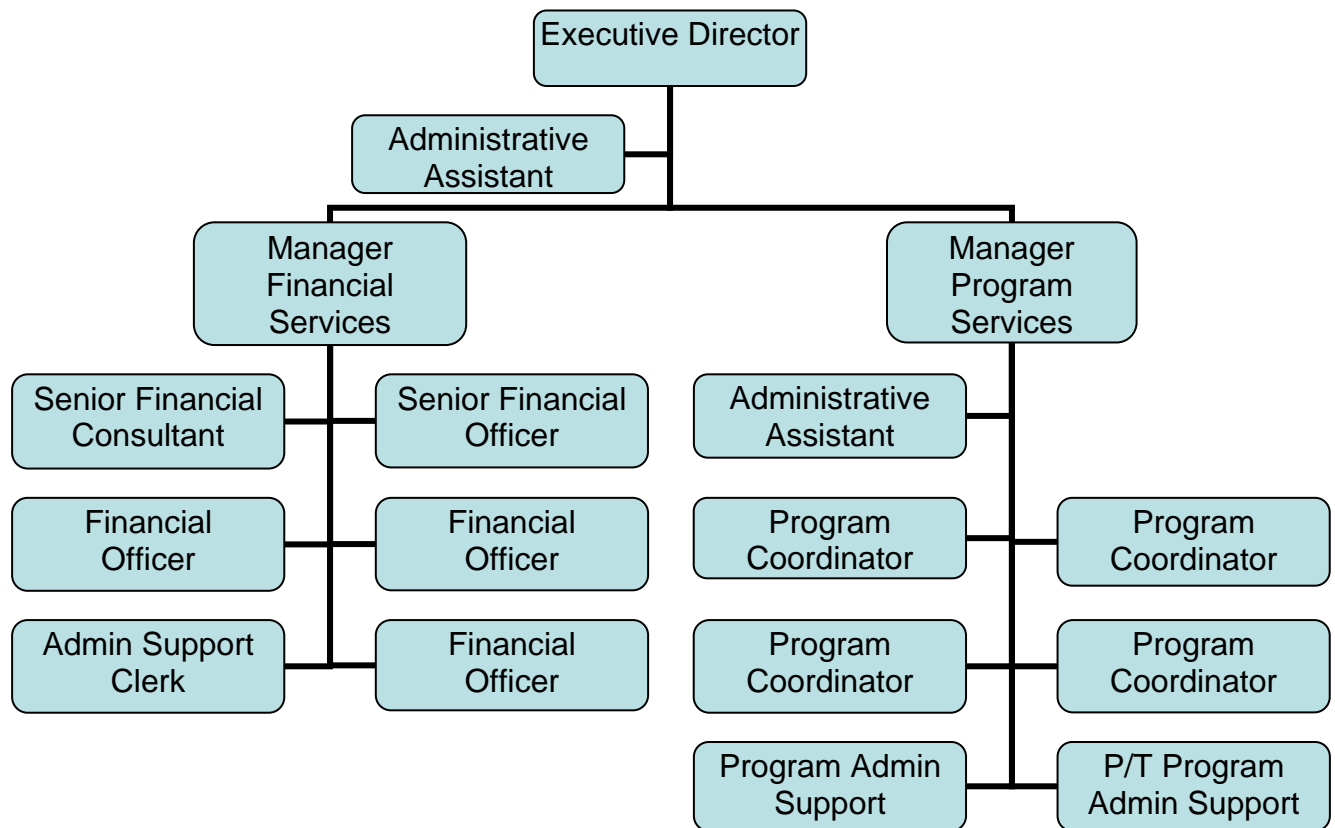 Executive Director
Administrative
Assistant
Manager
Financial
Services
Manager
Program
Services
Senior Financial
Consultant
Senior Financial
Officer
Administrative
Assistant
Financial
Officer
Financial
Officer
Program
Coordinator
Program
Coordinator
Admin Support
Clerk
Financial
Officer
Program
Coordinator
Program
Coordinator
Program Admin
Support
P/T Program
Admin Support